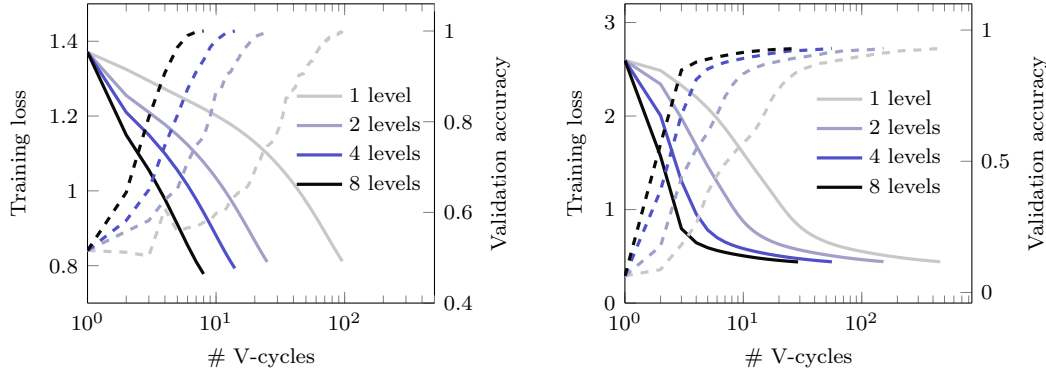 1.4
1.2
1
0.8
10^0
10^1
10^2
# V-cycles
Training loss
1
0.8
0.6
0.4
Validation accuracy
1 level
2 levels
4 levels
8 levels
3
2
1
0
10^0
10^1
10^2
# V-cycles
Training loss
1
0.5
0
Validation accuracy
1 level
2 levels
4 levels
8 levels